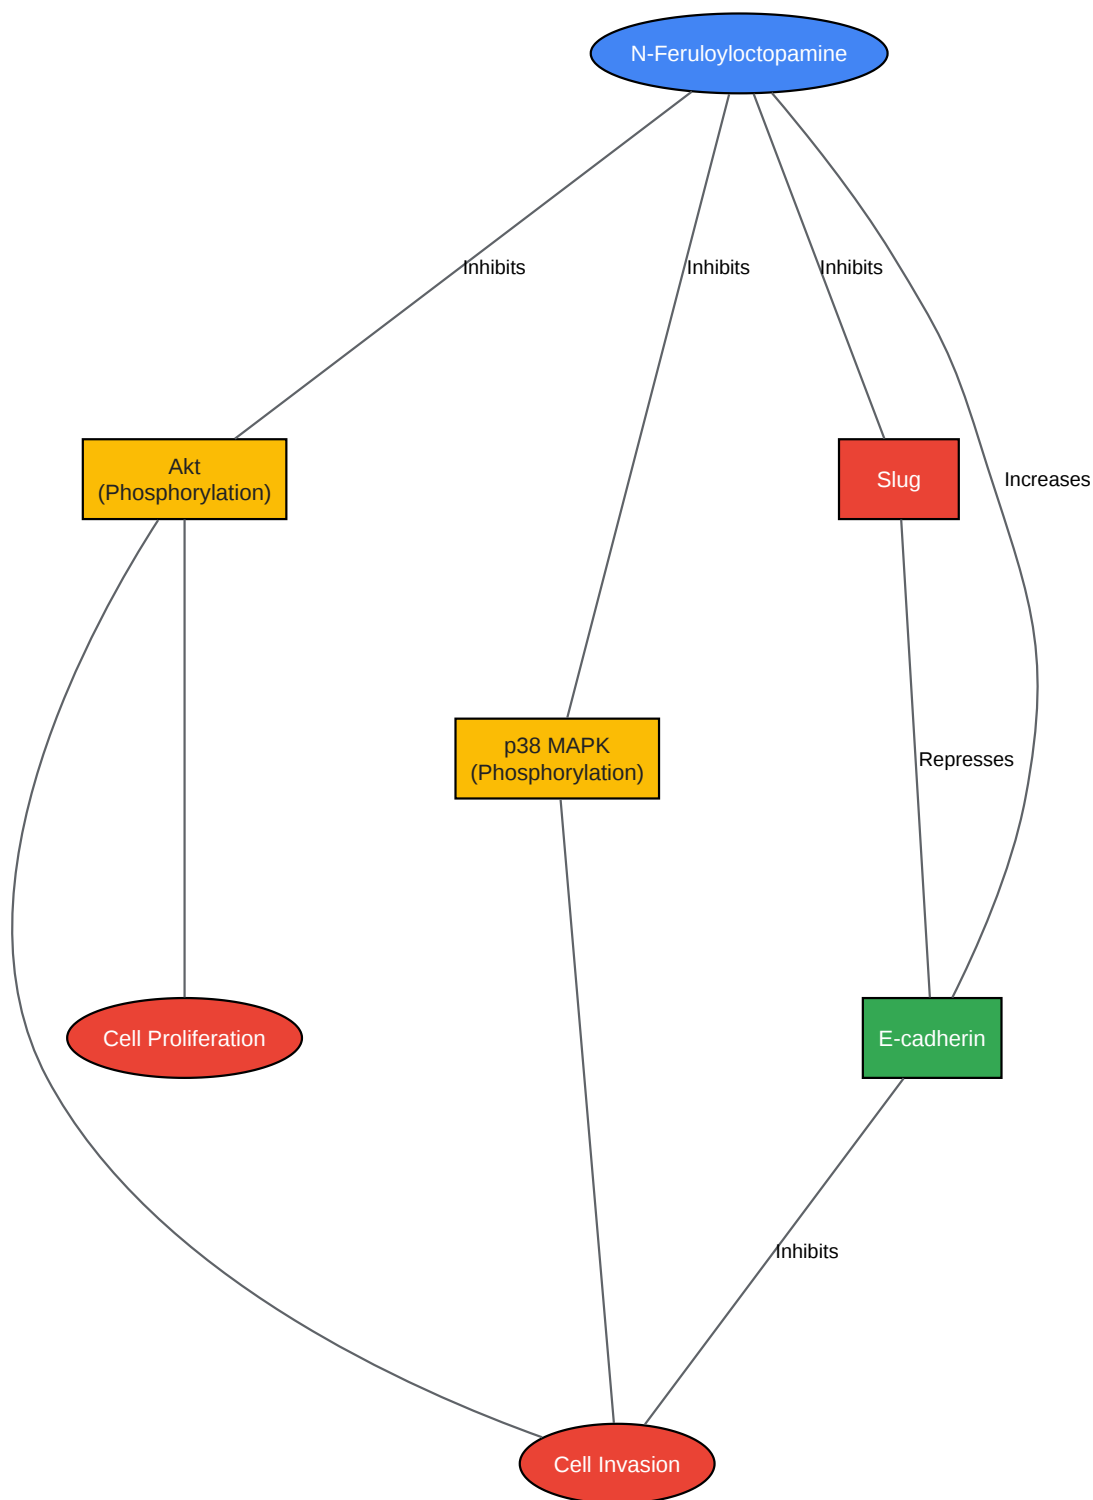 N-Feruloyloctopamine
Inhibits
Inhibits
Inhibits
Akt
(Phosphorylation)
Slug
Increases
p38 MAPK
(Phosphorylation)
Represses
Cell Proliferation
E-cadherin
Inhibits
Cell Invasion